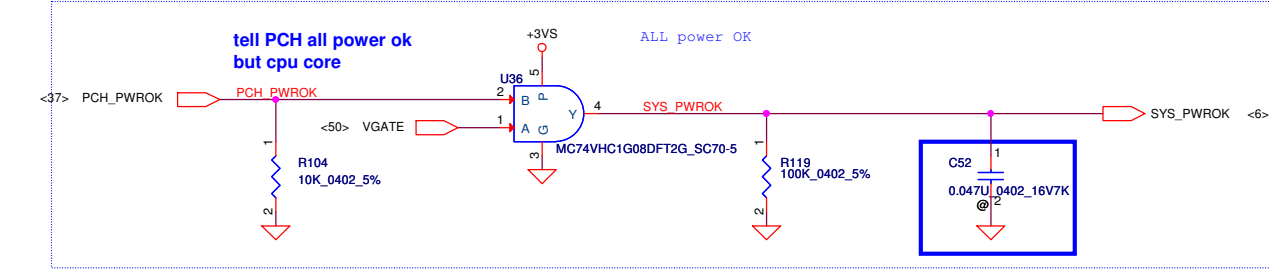 tell PCH all power ok
but cpu core
+3VS
ALL power OK
U36
5
<37> PCH_PWROK
PCH_PWROK
2
B
P
Y
4
SYS_PWROK
SYS_PWROK <6>
<50> VGATE
1
A
G
3
MC74VHC1G08DFT2G_SC70-5
1
R104
10K_0402_5%
2
1
R119
100K_0402_5%
2
1
C52
0.047U_0402_16V7K
@
2